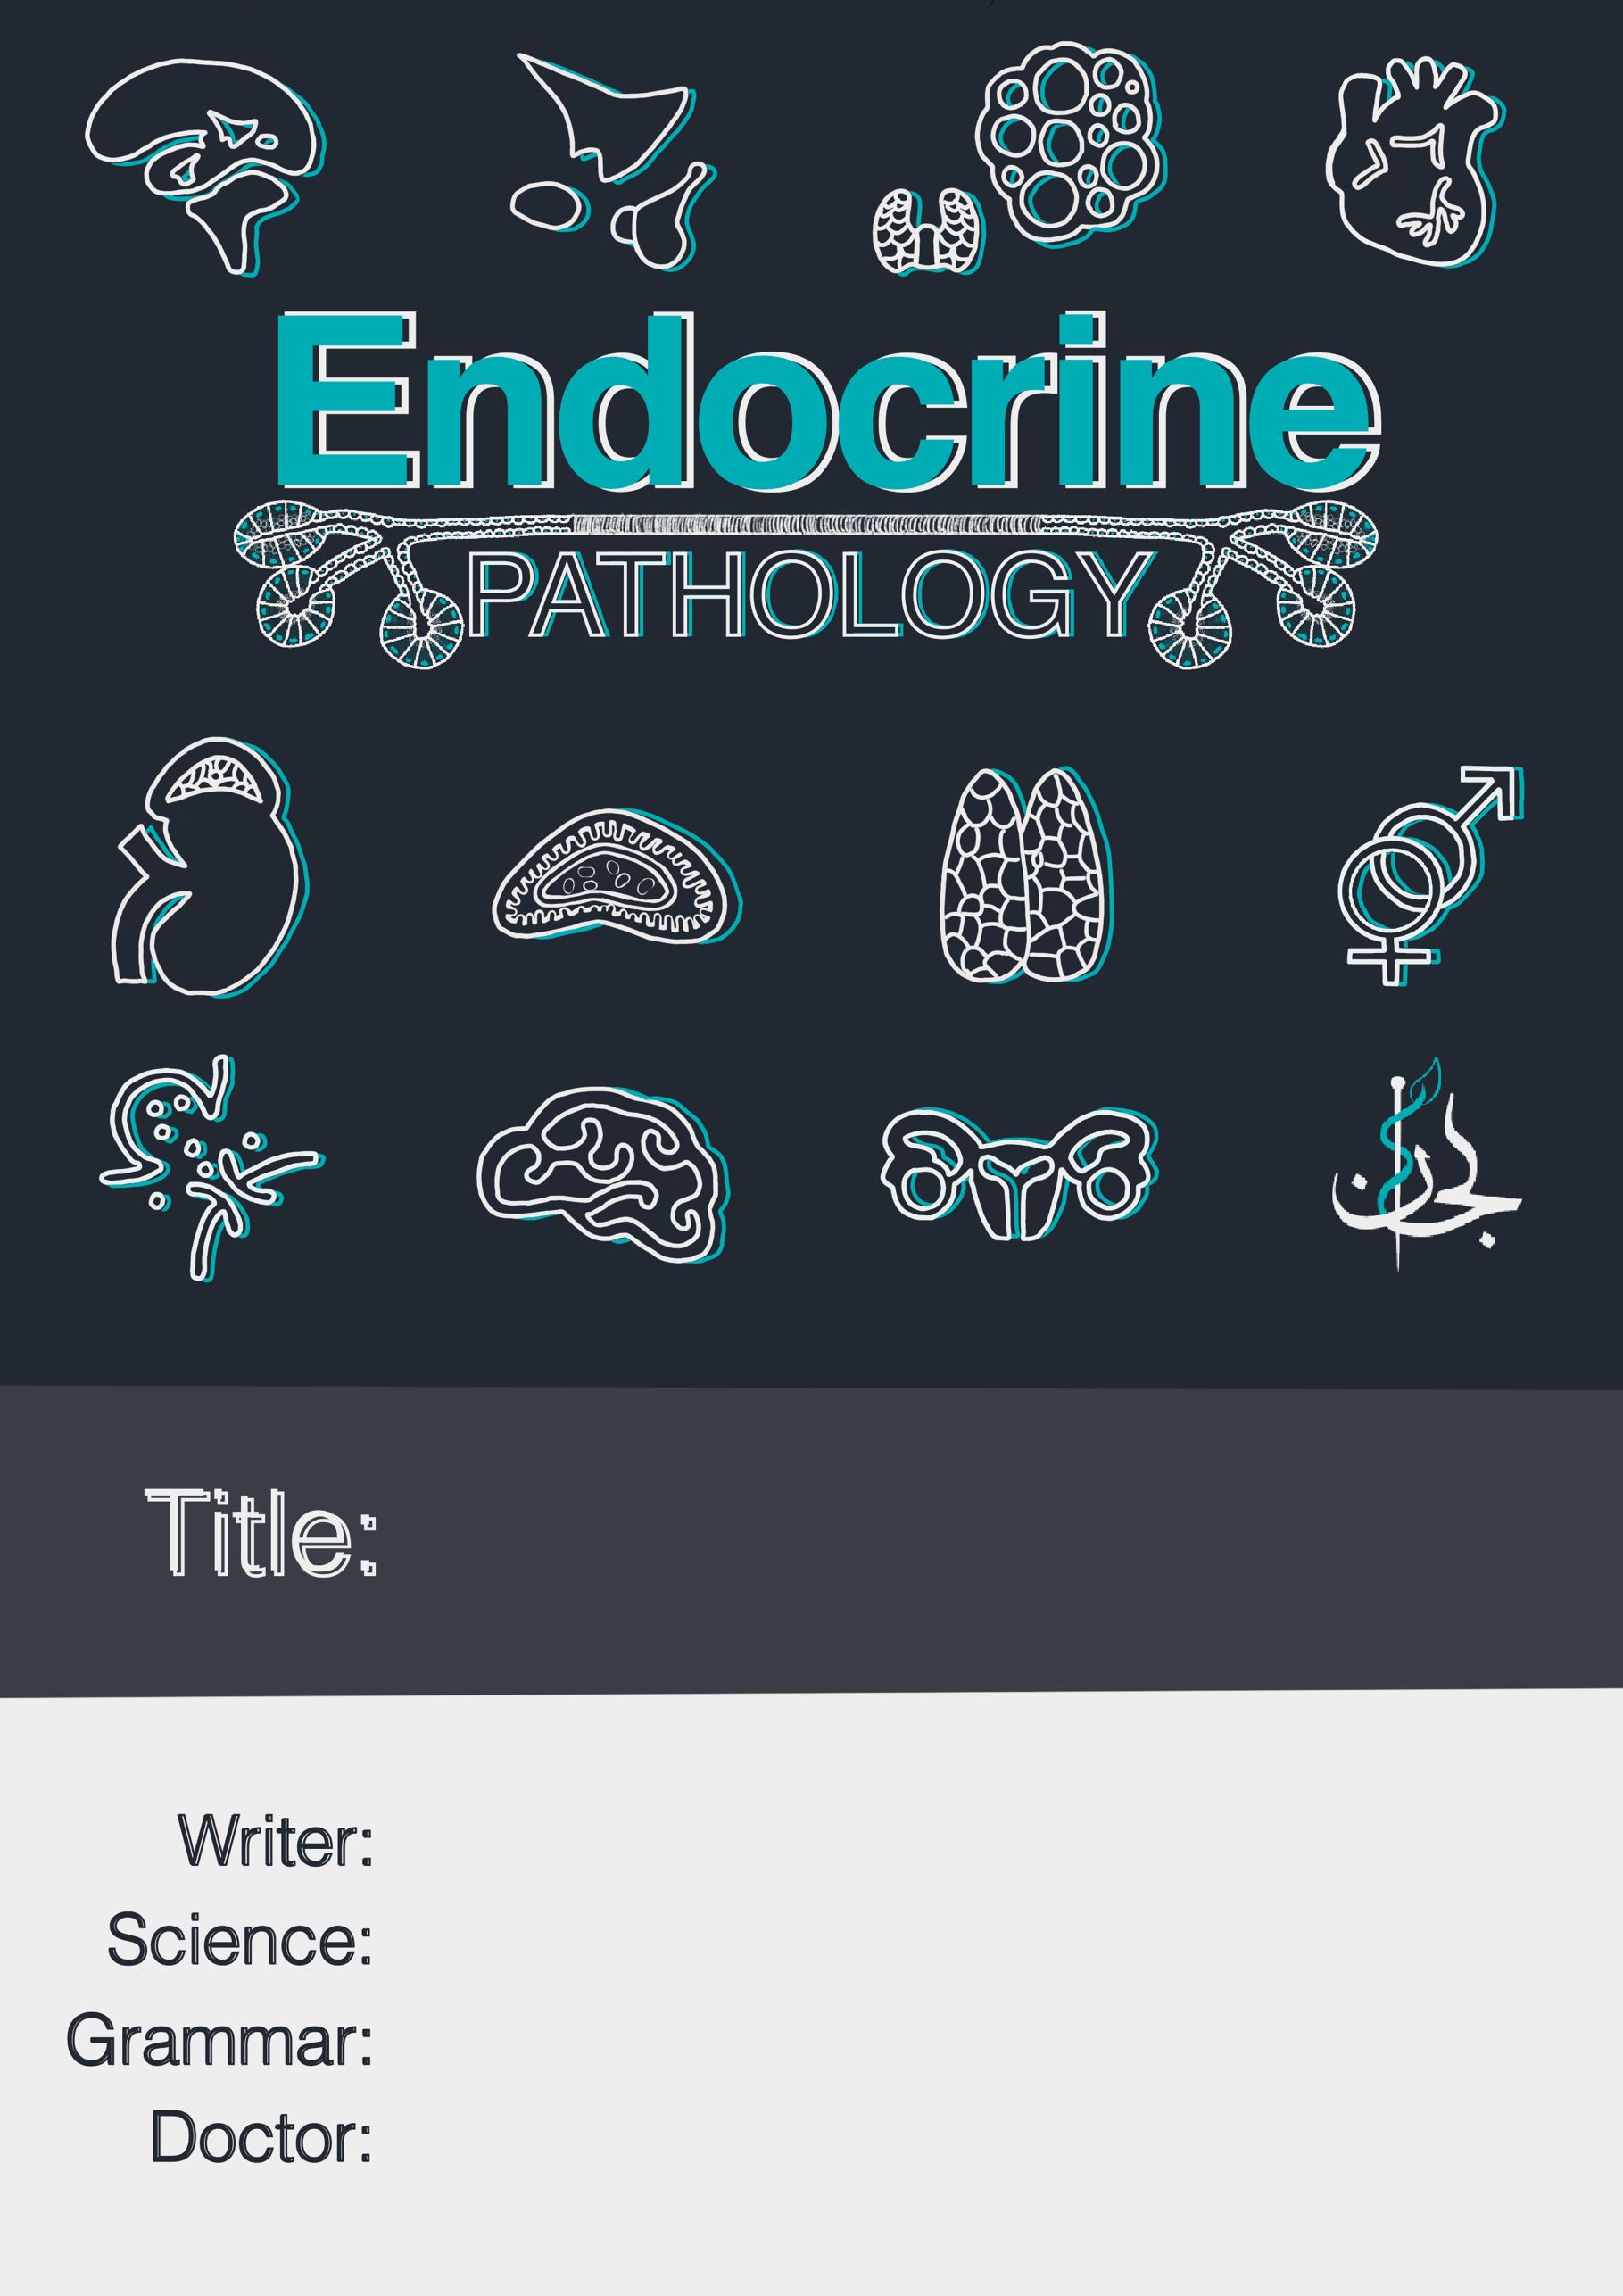 Endocrine
PATHOLOGY
Title:
Writer:
Science:
Grammar:
Doctor: